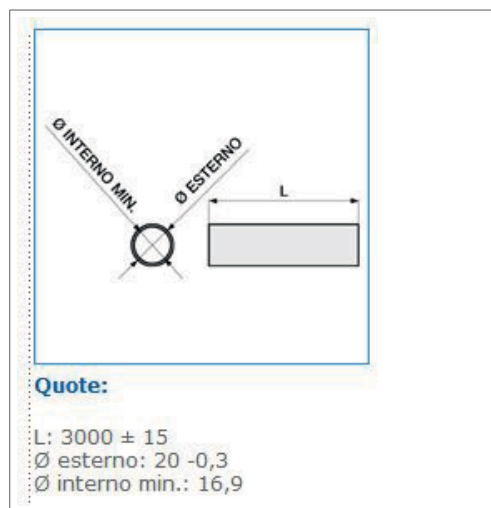 Ø INTERNO MIN.
Ø ESTERNO
L
Quote:
L: 3000 ± 15
Ø esterno: 20 -0,3
Ø interno min.: 16,9